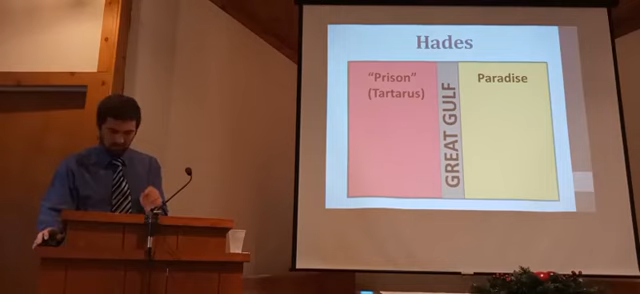 Hades
"Prison"
(Tartarus)
GREAT GULF
Paradise